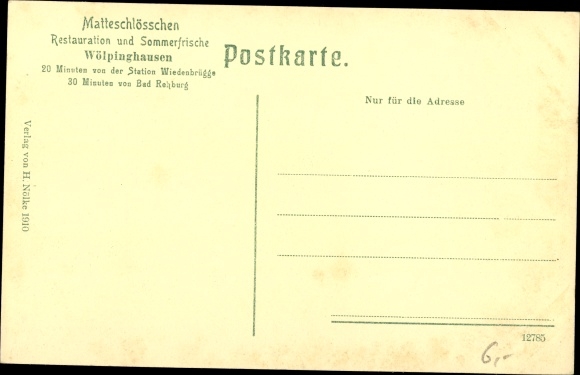 Matteschlösschen
Restauration und Sommerfrische
Wölpinghausen
20 Minuten von der Station Wiedenbrügge
30 Minuten von Bad Rehburg
Postkarte.
Nur für die Adresse
Verlag von H. Nölke 1910
12785
6,-